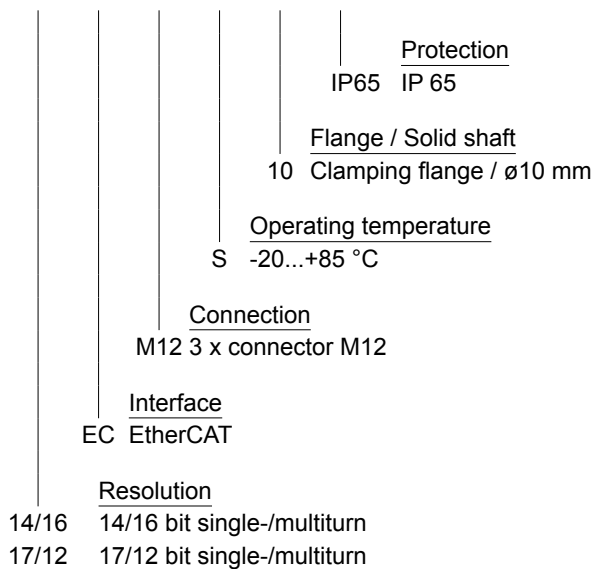 Protection
IP65 IP 65
Flange / Solid shaft
10 Clamping flange / ø10 mm
Operating temperature
S -20...+85 °C
Connection
M12 3 x connector M12
Interface
EC EtherCAT
Resolution
14/16 14/16 bit single-/multiturn
17/12 17/12 bit single-/multiturn